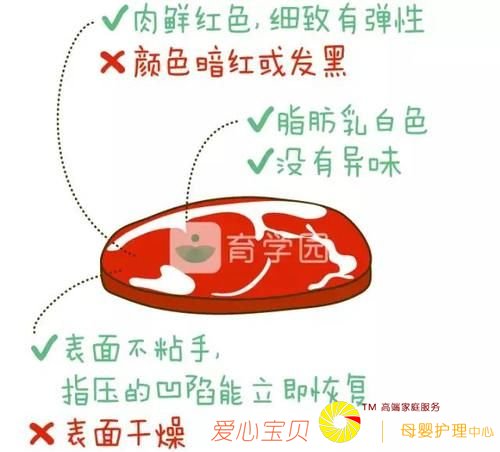 ✓肉鲜红色,细致有弹性
✗颜色暗红或发黑
✓脂肪乳白色
✓没有异味
育学园
✓表面不粘手,
指压的凹陷能立即恢复
✗表面干燥
爱心宝贝
TM 高端家庭服务
母婴护理中心